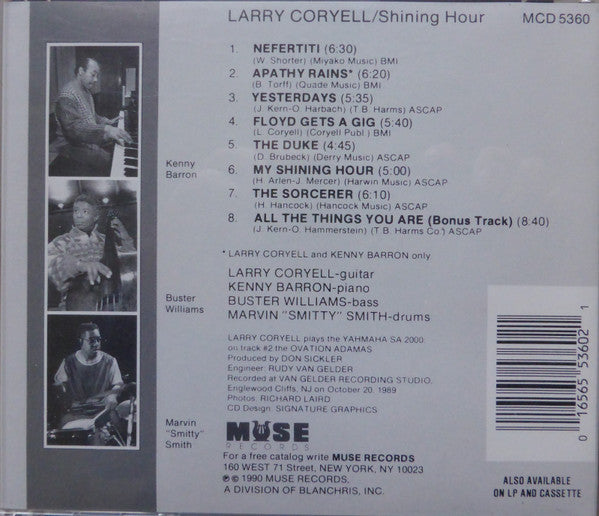 LARRY CORYELL/Shining Hour MCD 5360
1. NEFERTITI (6:30)
(W. Shorter) (Miyako Music) BMI
2. APATHY RAINS* (6:20)
(B. Torff) (Quade Music) BMI
3. YESTERDAYS (5:35)
(J. Kern-O. Harbach) (T.B. Harms) ASCAP
4. FLOYD GETS A GIG (5:40)
(L. Coryell) (Coryell Publ.) BMI
5. THE DUKE (4:45)
(D. Brubeck) (Derry Music) ASCAP
6. MY SHINING HOUR (5:00)
(H. Arlen-J. Mercer) (Harwin Music) ASCAP
7. THE SORCERER (6:10)
(H. Hancock) (Hancock Music) ASCAP
8. ALL THE THINGS YOU ARE (Bonus Track) (8:40)
(J. Kern-O. Hammerstein) (T.B. Harms Co.) ASCAP
* LARRY CORYELL and KENNY BARRON only
LARRY CORYELL-guitar
KENNY BARRON-piano
BUSTER WILLIAMS-bass
MARVIN "SMITTY" SMITH-drums
LARRY CORYELL plays the YAHMAHA SA 2000
on track #2 the OVATION ADAMAS
Produced by DON SICKLER
Engineer: RUDY VAN GELDER
Recorded at VAN GELDER RECORDING STUDIO,
Englewood Cliffs, NJ on October 20, 1989
Photos: RICHARD LAIRD
CD Design: SIGNATURE GRAPHICS
MUSE
RECORDS
For a free catalog write MUSE RECORDS
160 WEST 71 Street, NEW YORK, NY 10023
℗ © 1990 MUSE RECORDS,
A DIVISION OF BLANCHRIS, INC.
Kenny
Barron
Buster
Williams
Marvin
"Smitty"
Smith
0 16565 53602 1
ALSO AVAILABLE
ON LP AND CASSETTE